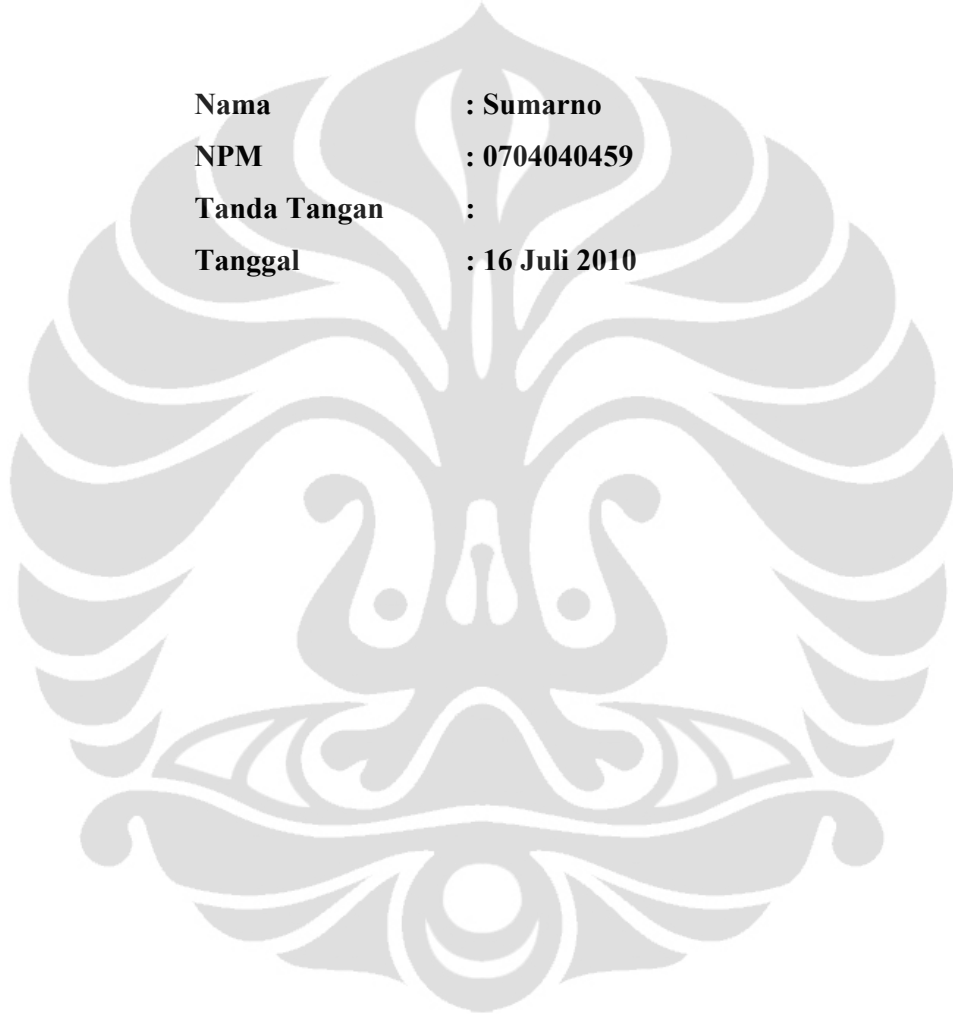 Nama : Sumarno
NPM : 0704040459
Tanda Tangan :
Tanggal : 16 Juli 2010